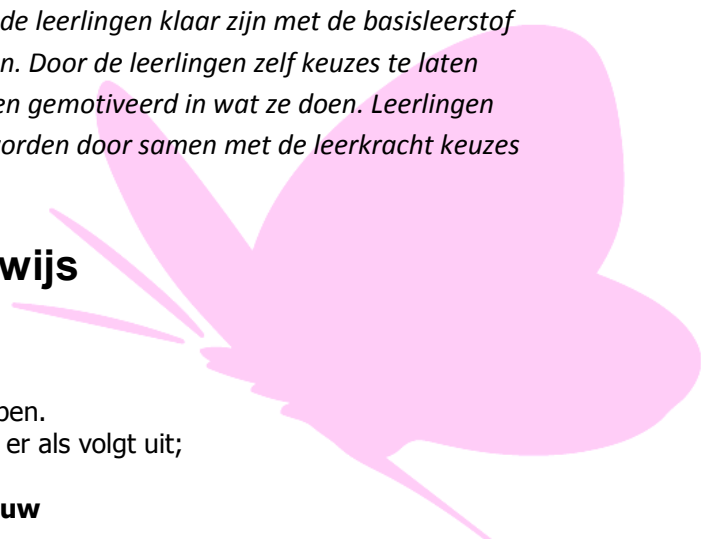 de leerlingen klaar zijn met de basisleerstof
n. Door de leerlingen zelf keuzes te laten
en gemotiveerd in wat ze doen. Leerlingen
orden door samen met de leerkracht keuzes
wijs
pen.
er als volgt uit;
uw